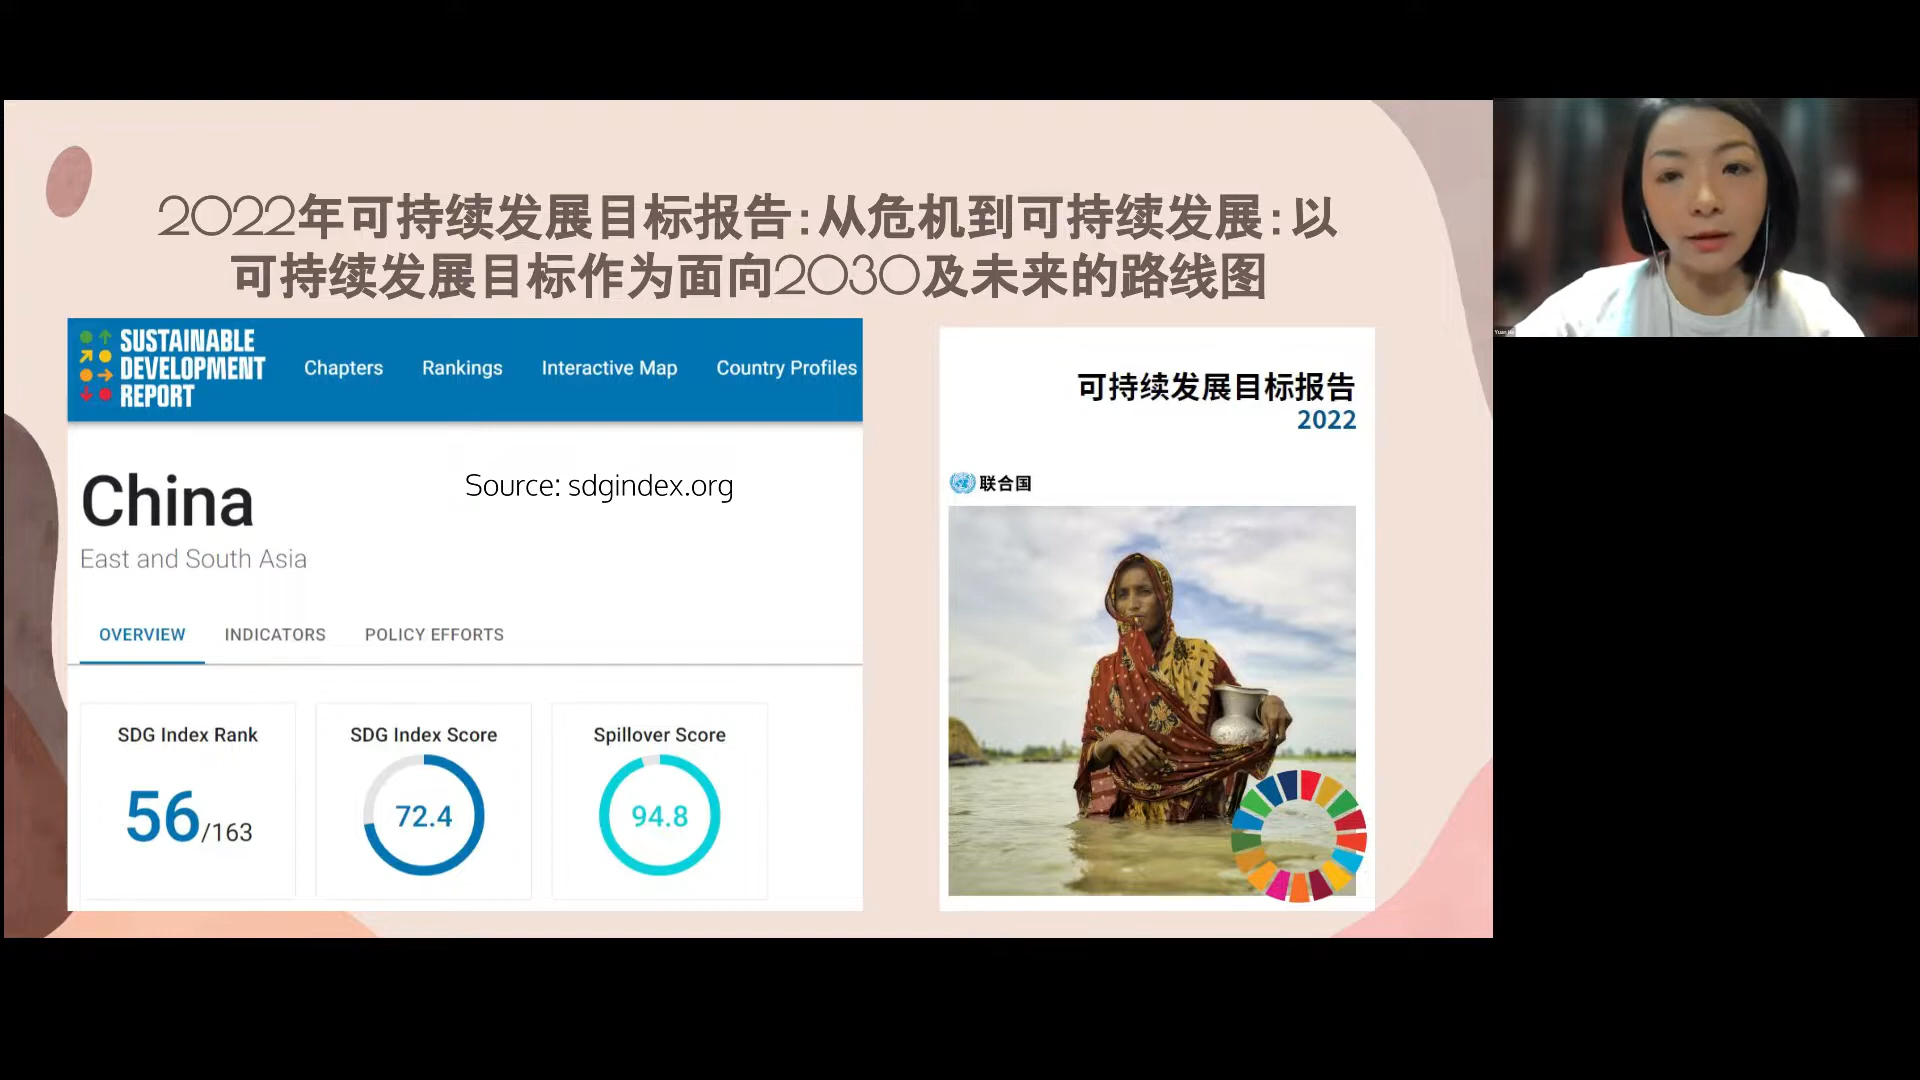 2022年可持续发展目标报告:从危机到可持续发展:以
可持续发展目标作为面向2030及未来的路线图
SUSTAINABLE
DEVELOPMENT
REPORT
Chapters Rankings Interactive Map Country Profiles
China
Source: sdgindex.org
East and South Asia
OVERVIEW INDICATORS POLICY EFFORTS
SDG Index Rank
56/163
SDG Index Score
72.4
Spillover Score
94.8
可持续发展目标报告
2022
联合国